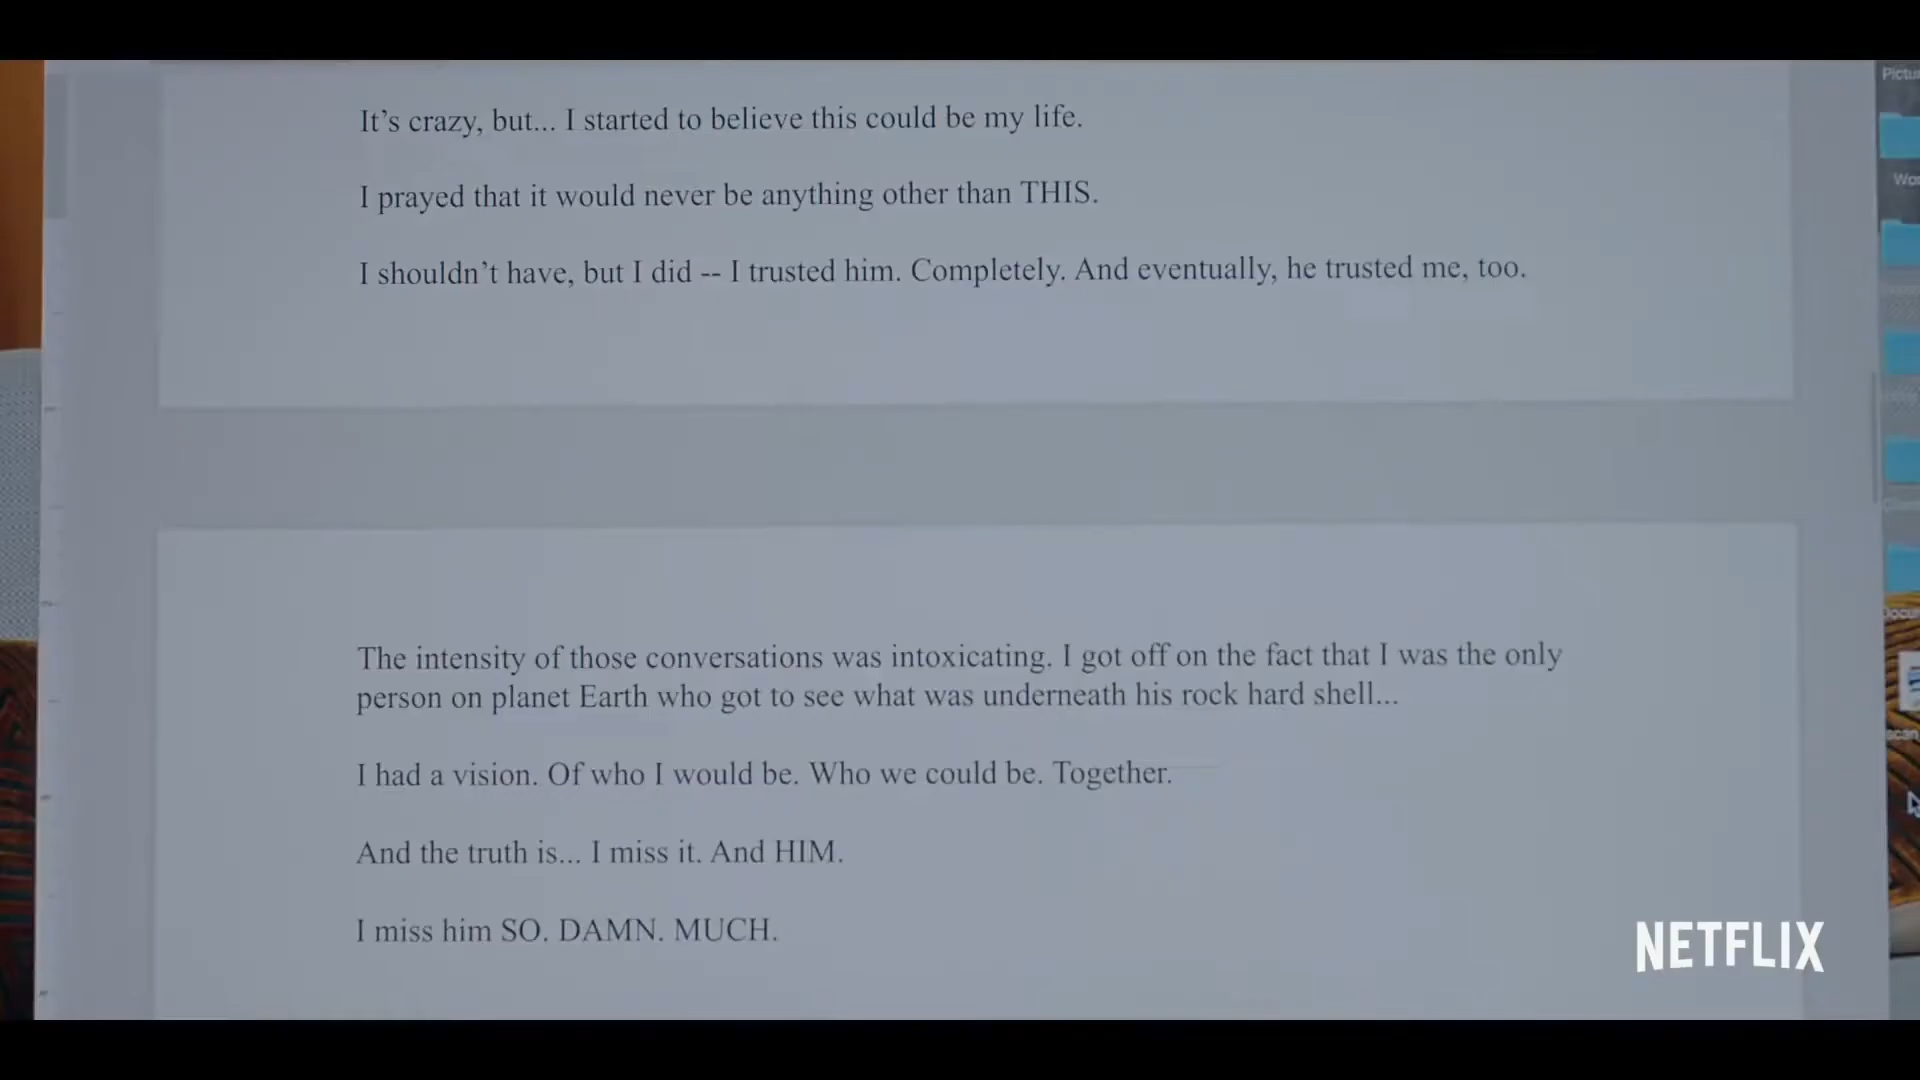 Pictu
It's crazy, but... I started to believe this could be my life.
Wor
I prayed that it would never be anything other than THIS.
I shouldn't have, but I did -- I trusted him. Completely. And eventually, he trusted me, too.
The intensity of those conversations was intoxicating. I got off on the fact that I was the only
person on planet Earth who got to see what was underneath his rock hard shell...
Docum
scan
I had a vision. Of who I would be. Who we could be. Together.
And the truth is... I miss it. And HIM.
I miss him SO. DAMN. MUCH.
NETFLIX